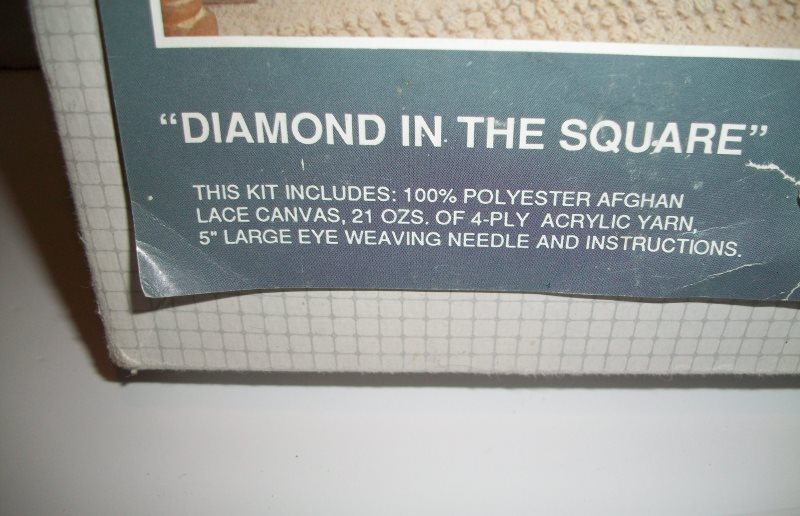 “DIAMOND IN THE SQUARE”
THIS KIT INCLUDES: 100% POLYESTER AFGHAN
LACE CANVAS, 21 OZS. OF 4-PLY ACRYLIC YARN,
5" LARGE EYE WEAVING NEEDLE AND INSTRUCTIONS.